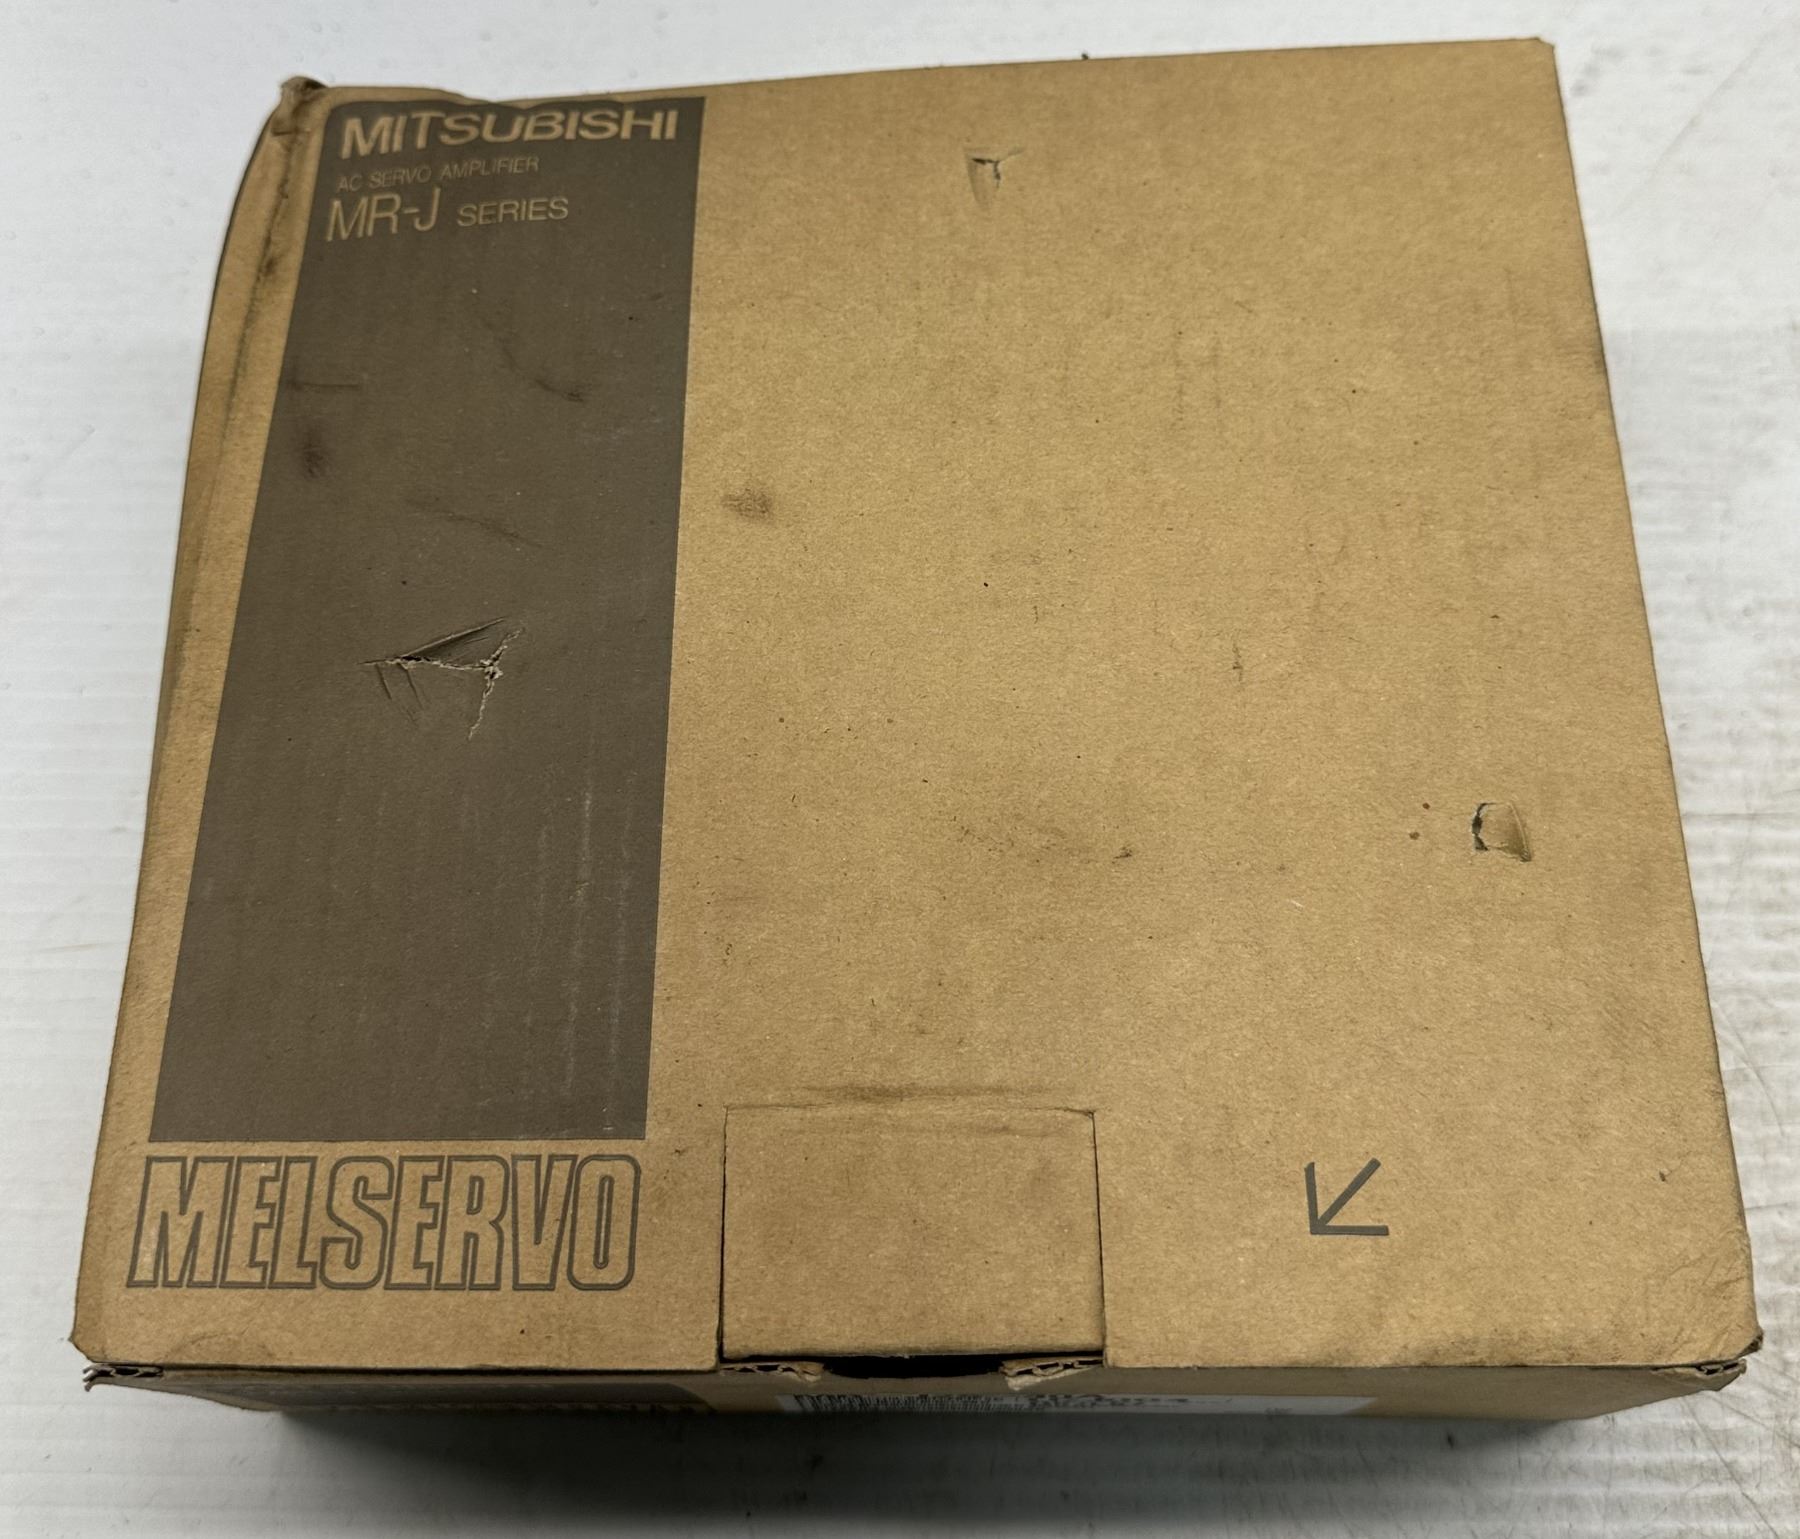 MITSUBISHI
AC SERVO AMPLIFIER
MR-J SERIES
MELSERVO